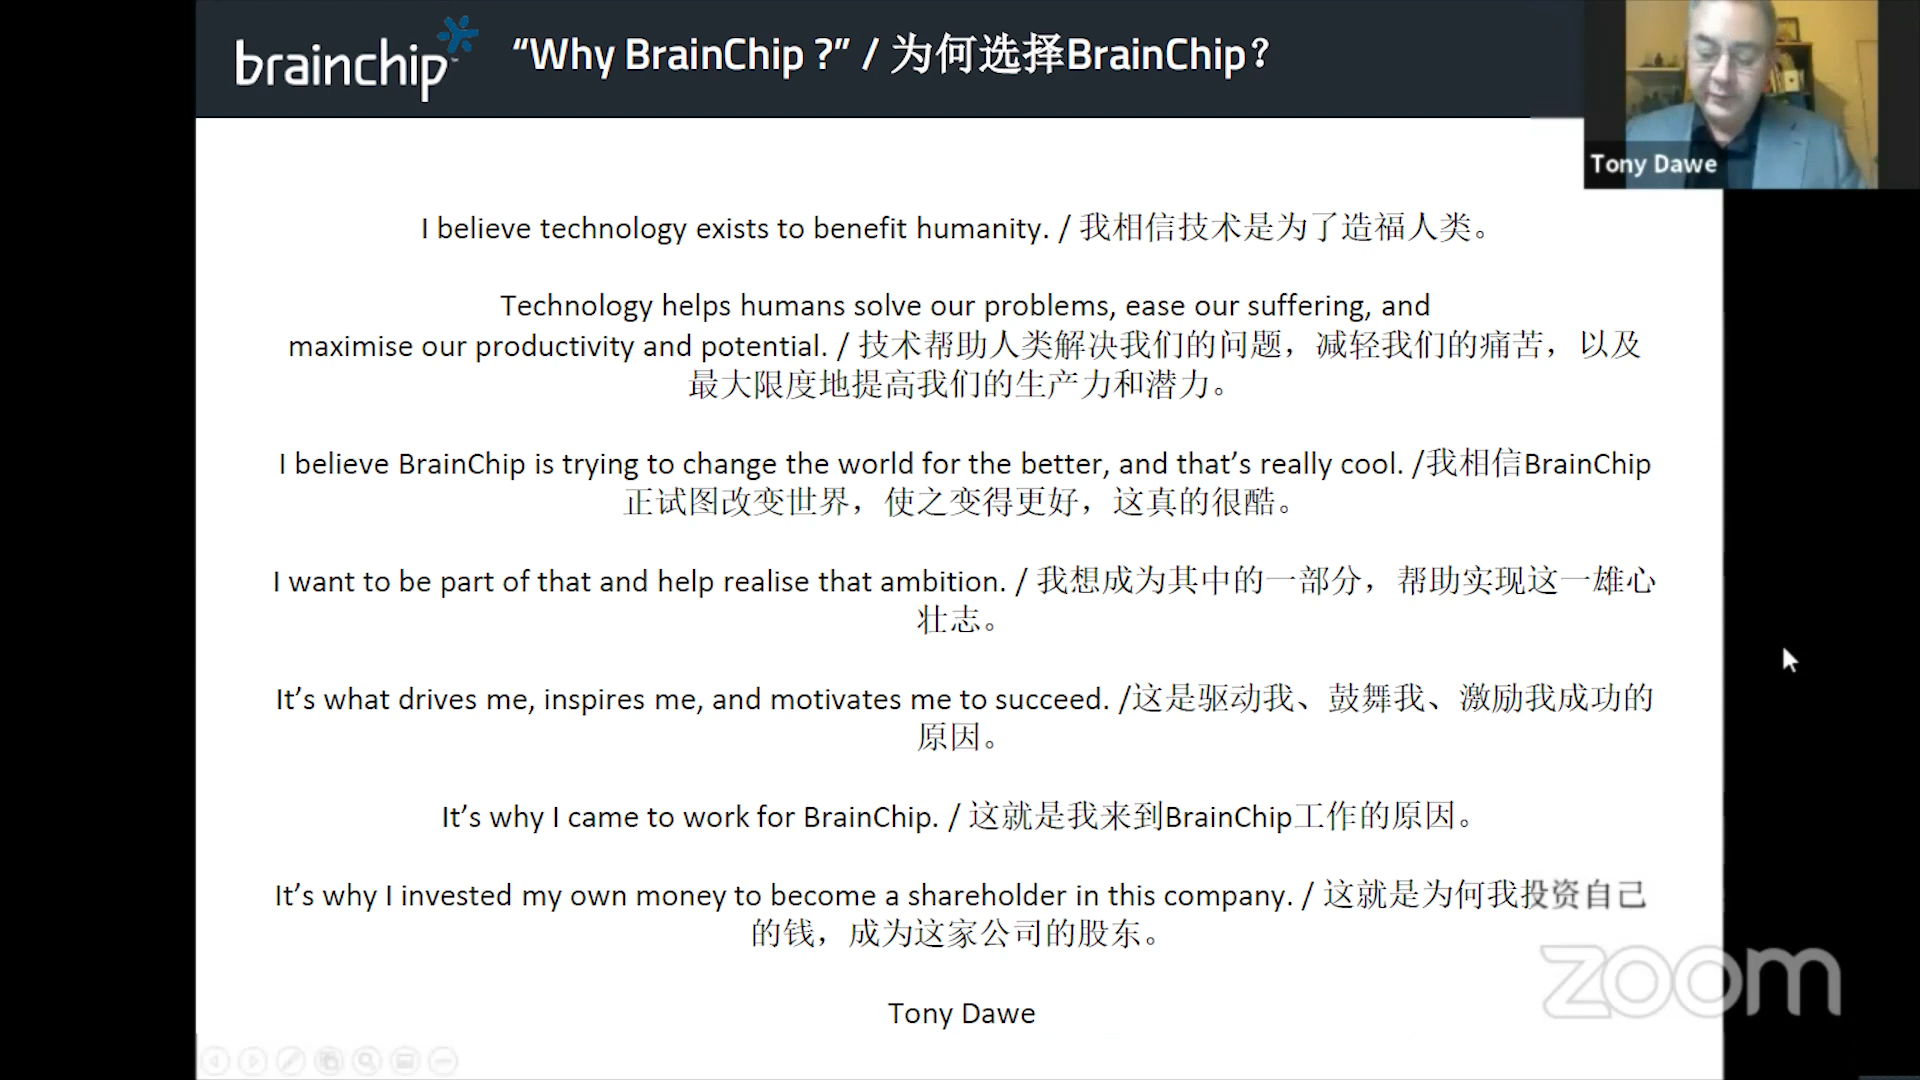 brainchip
“Why BrainChip ?” / 为何选择BrainChip？
Tony Dawe
I believe technology exists to benefit humanity. / 我相信技术是为了造福人类。
Technology helps humans solve our problems, ease our suffering, and
maximise our productivity and potential. / 技术帮助人类解决我们的问题，减轻我们的痛苦，以及
最大限度地提高我们的生产力和潜力。
I believe BrainChip is trying to change the world for the better, and that’s really cool. /我相信BrainChip
正试图改变世界，使之变得更好，这真的很酷。
I want to be part of that and help realise that ambition. / 我想成为其中的一部分，帮助实现这一雄心
壮志。
It’s what drives me, inspires me, and motivates me to succeed. /这是驱动我、鼓舞我、激励我成功的
原因。
It’s why I came to work for BrainChip. / 这就是我来到BrainChip工作的原因。
It’s why I invested my own money to become a shareholder in this company. / 这就是为何我投资自己
的钱，成为这家公司的股东。
Tony Dawe
zoom